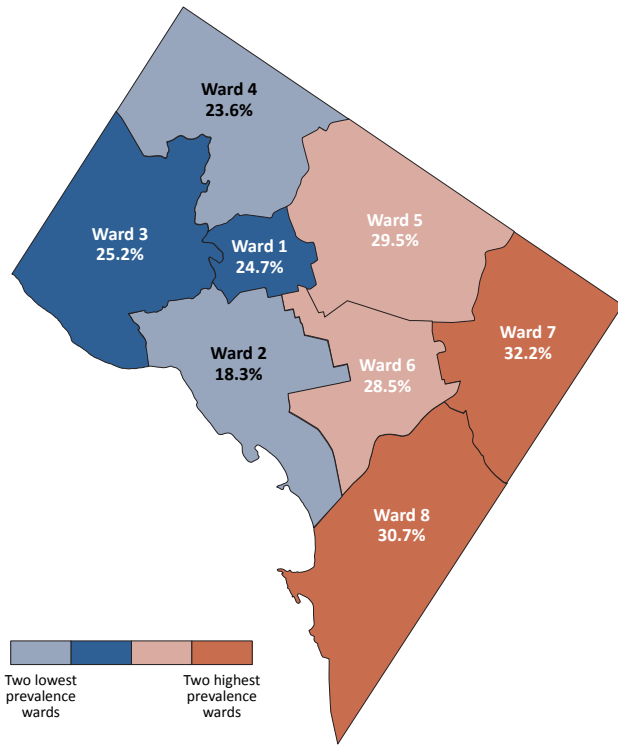 Ward 4
23.6%
Ward 5
29.5%
Ward 3
25.2%
Ward 1
24.7%
Ward 7
32.2%
Ward 2
18.3%
Ward 6
28.5%
Ward 8
30.7%
Two lowest
prevalence
wards
Two highest
prevalence
wards